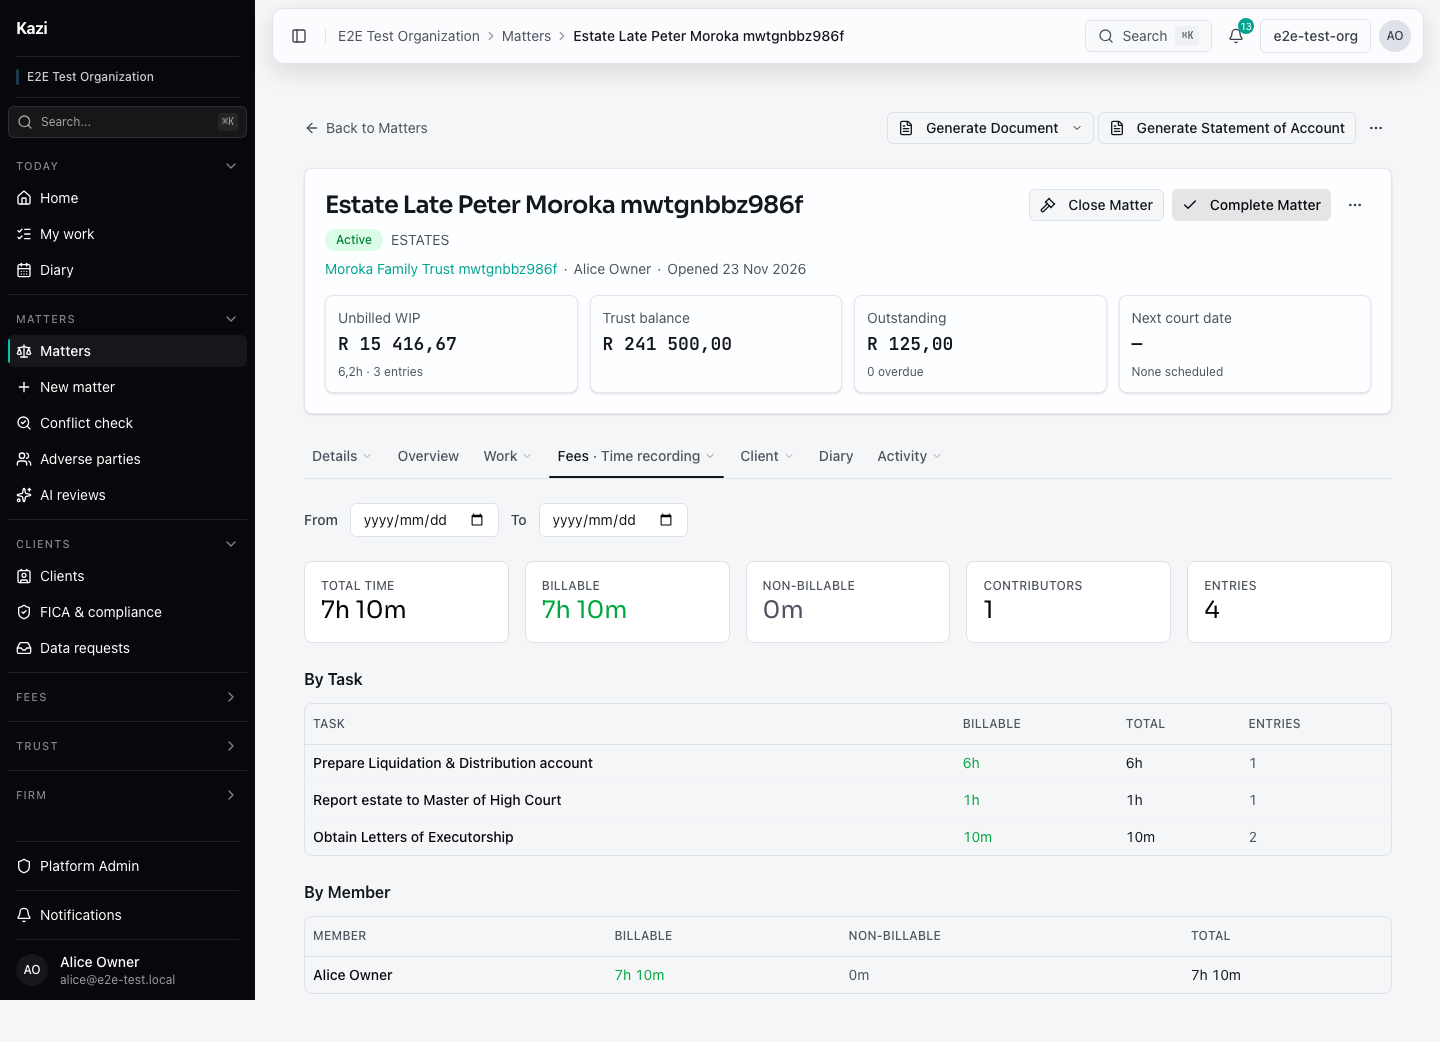 Kazi
E2E Test Organization
Search... ⌘K
TODAY
Home
My work
Diary
MATTERS
Matters
New matter
Conflict check
Adverse parties
AI reviews
CLIENTS
Clients
FICA & compliance
Data requests
FEES
TRUST
FIRM
Platform Admin
Notifications
AO Alice Owner
alice@e2e-test.local
E2E Test Organization > Matters > Estate Late Peter Moroka mwtgnbbz986f
Search ⌘K 13 e2e-test-org AO
Back to Matters
Generate Document Generate Statement of Account
Estate Late Peter Moroka mwtgnbbz986f
Close Matter Complete Matter
Active ESTATES
Moroka Family Trust mwtgnbbz986f · Alice Owner · Opened 23 Nov 2026
Unbilled WIP
R 15 416,67
6,2h · 3 entries
Trust balance
R 241 500,00
Outstanding
R 125,00
0 overdue
Next court date
—
None scheduled
Details Overview Work Fees · Time recording Client Diary Activity
From yyyy/mm/dd To yyyy/mm/dd
TOTAL TIME
7h 10m
BILLABLE
7h 10m
NON-BILLABLE
0m
CONTRIBUTORS
1
ENTRIES
4
By Task
TASK BILLABLE TOTAL ENTRIES
Prepare Liquidation & Distribution account 6h 6h 1
Report estate to Master of High Court 1h 1h 1
Obtain Letters of Executorship 10m 10m 2
By Member
MEMBER BILLABLE NON-BILLABLE TOTAL
Alice Owner 7h 10m 0m 7h 10m